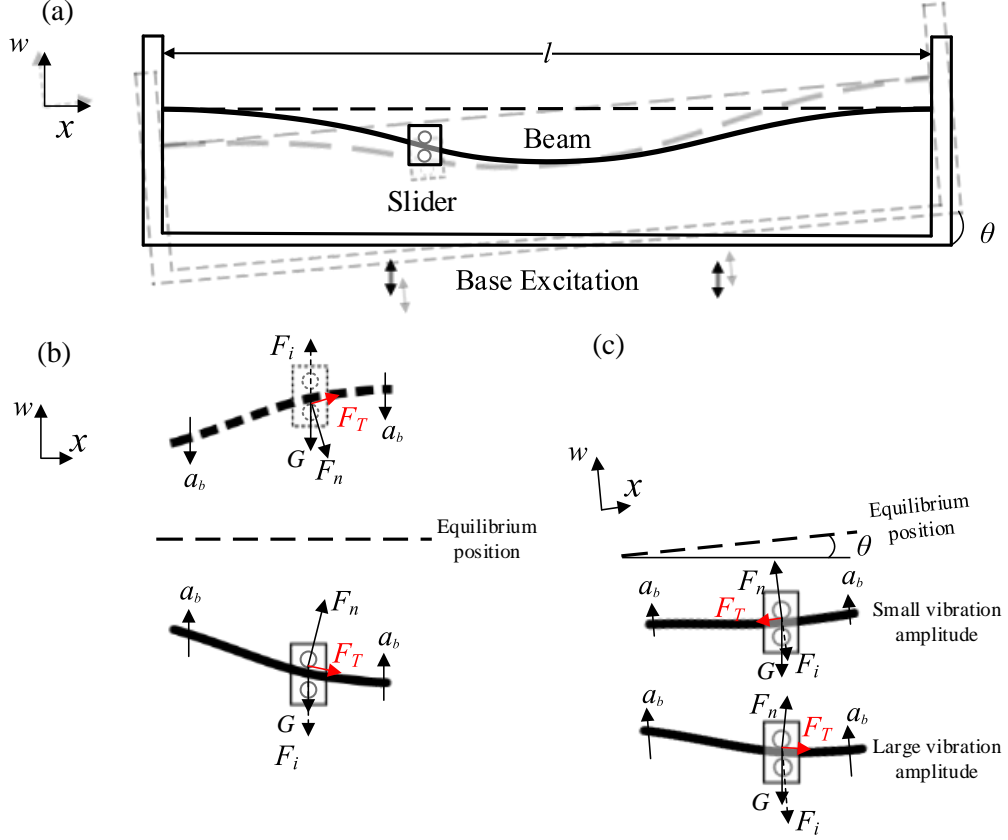 (a)
w
x
l
Beam
Slider
θ
Base Excitation
(b)
F_i
w
x
F_T
a_b
G
F_n
a_b
Equilibrium
position
a_b
F_n
F_T
a_b
G
F_i
(c)
w
x
Equilibrium
position
θ
a_b
F_n
a_b
F_T
Small vibration
amplitude
G
F_i
a_b
F_n
a_b
F_T
Large vibration
amplitude
G
F_i